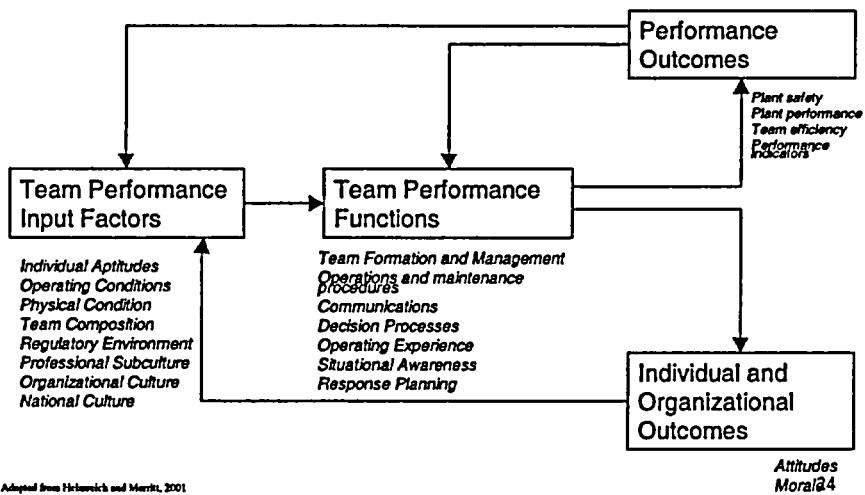 Performance
Outcomes
Plant safety
Plant performance
Team efficiency
Performance
Indicators
Team Performance
Input Factors
Individual Aptitudes
Operating Conditions
Physical Condition
Team Composition
Regulatory Environment
Professional Subculture
Organizational Culture
National Culture
Team Performance
Functions
Team Formation and Management
Operations and maintenance
procedures
Communications
Decision Processes
Operating Experience
Situational Awareness
Response Planning
Individual and
Organizational
Outcomes
Attitudes
Morale
24
Adapted from Helmreich and Merritt, 2001